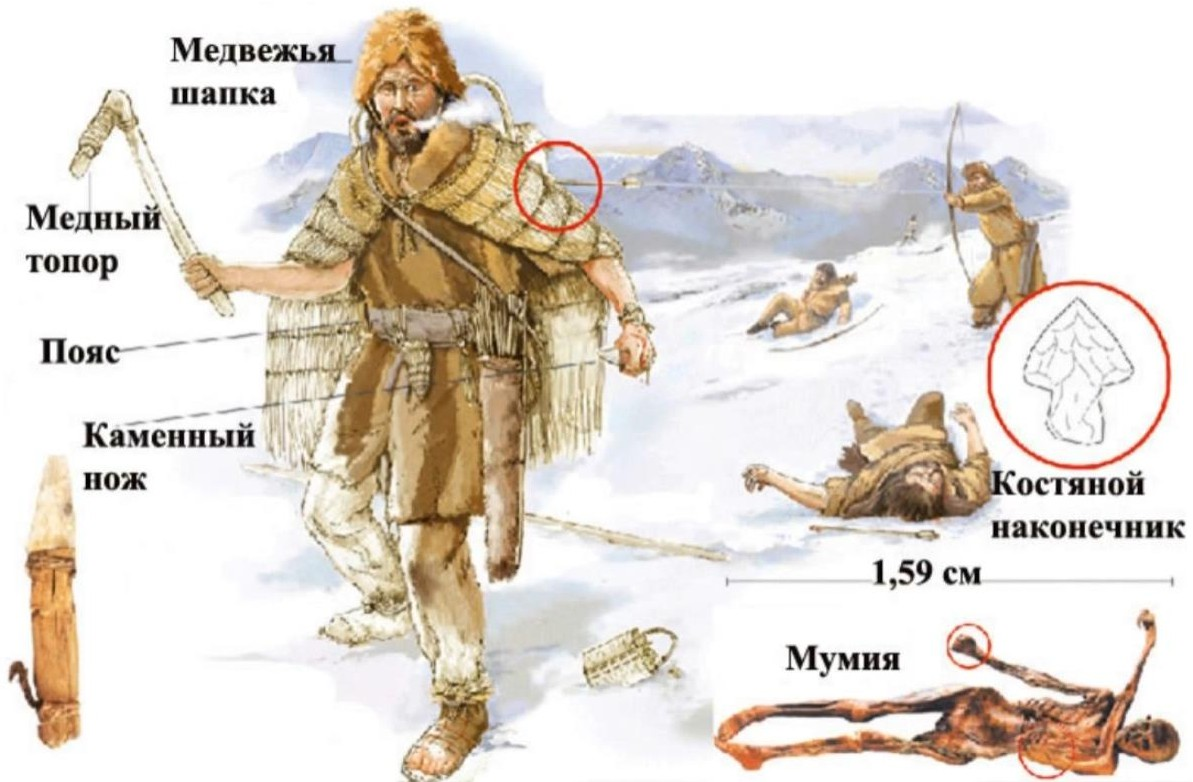 Медвежья
шапка
Медный
топор
Пояс
Каменный
нож
Костяной
наконечник
1,59 см
Мумия